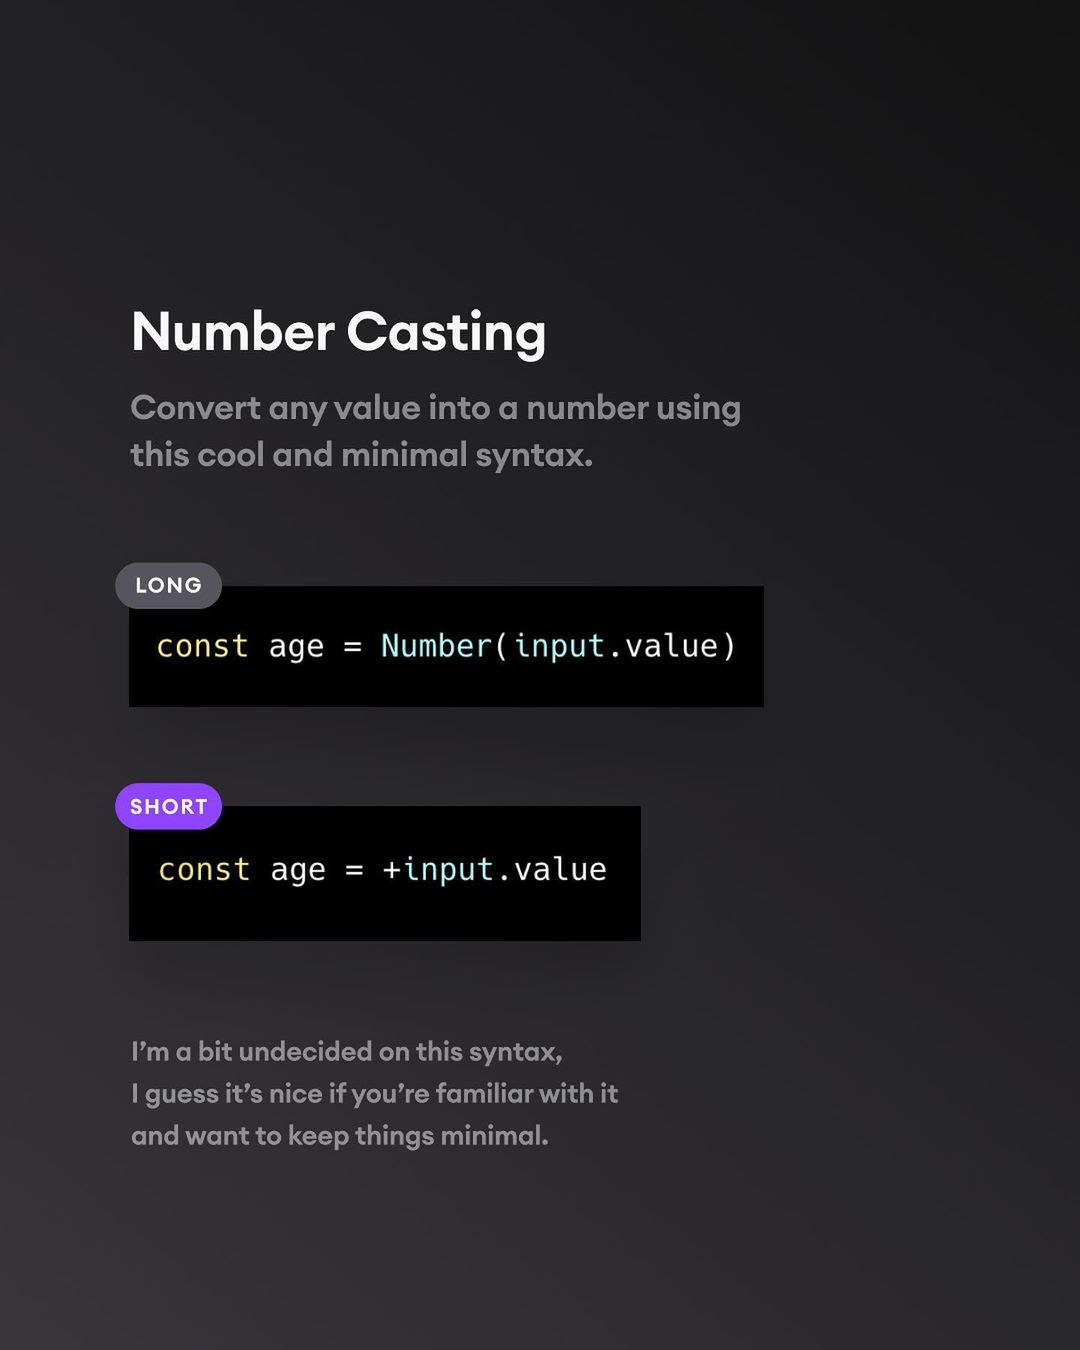 Number Casting
Convert any value into a number using
this cool and minimal syntax.
LONG
const age = Number(input.value)
SHORT
const age = +input.value
I’m a bit undecided on this syntax,
I guess it’s nice if you’re familiar with it
and want to keep things minimal.